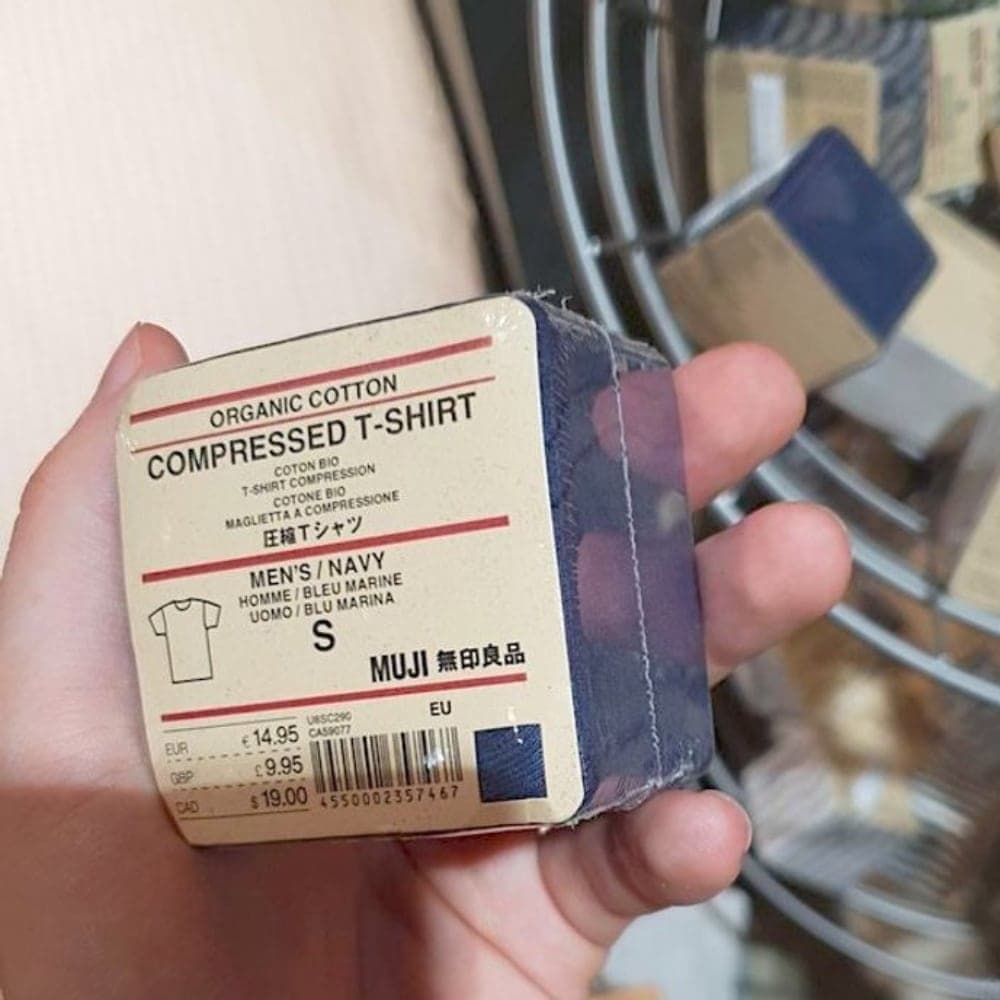 ORGANIC COTTON
COMPRESSED T-SHIRT
COTON BIO
T-SHIRT COMPRESSION
COTONE BIO
MAGLIETTA A COMPRESSIONE
圧縮Tシャツ
MEN'S / NAVY
HOMME / BLEU MARINE
UOMO / BLU MARINA
S
MUJI 無印良品
EU
EUR € 14.95
GBP £ 9.95
CAD $ 19.00
U6SC290
CA59077
4550002357467